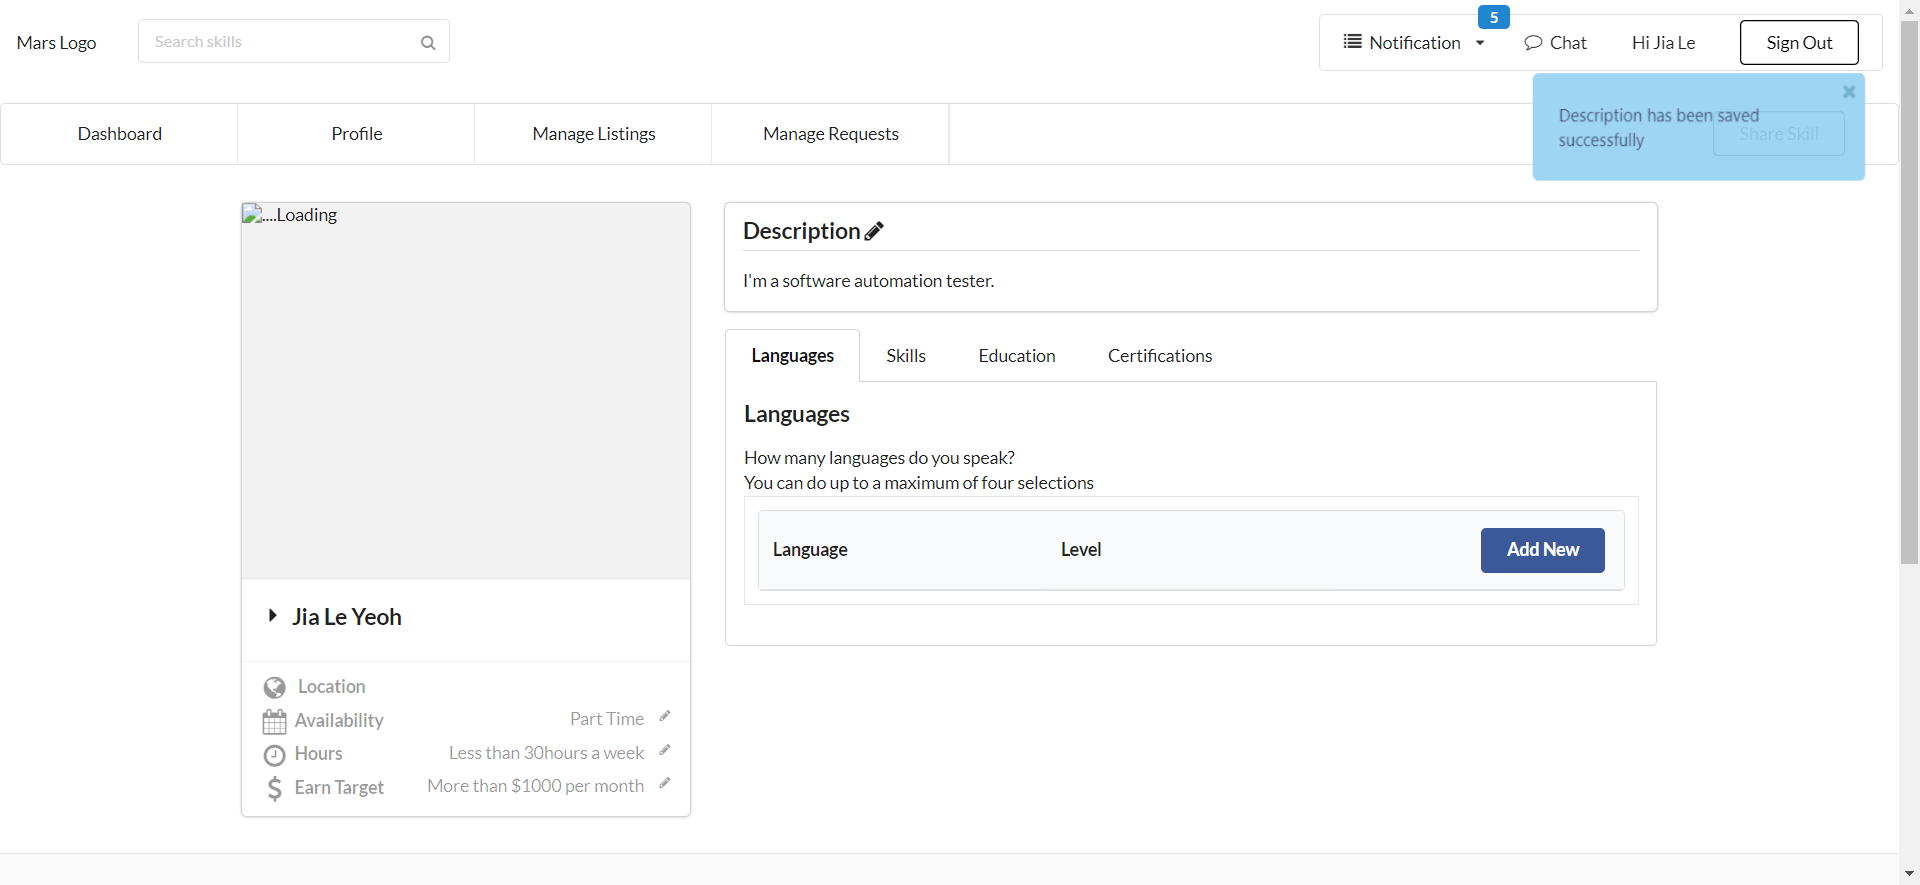 Mars Logo
Search skills
5
Notification
Chat
Hi Jia Le
Sign Out
Dashboard
Profile
Manage Listings
Manage Requests
Share Skill
Description has been saved
successfully
....Loading
Jia Le Yeoh
Location
Availability
Part Time
Hours
Less than 30hours a week
Earn Target
More than $1000 per month
Description
I'm a software automation tester.
Languages
Skills
Education
Certifications
Languages
How many languages do you speak?
You can do up to a maximum of four selections
Language
Level
Add New